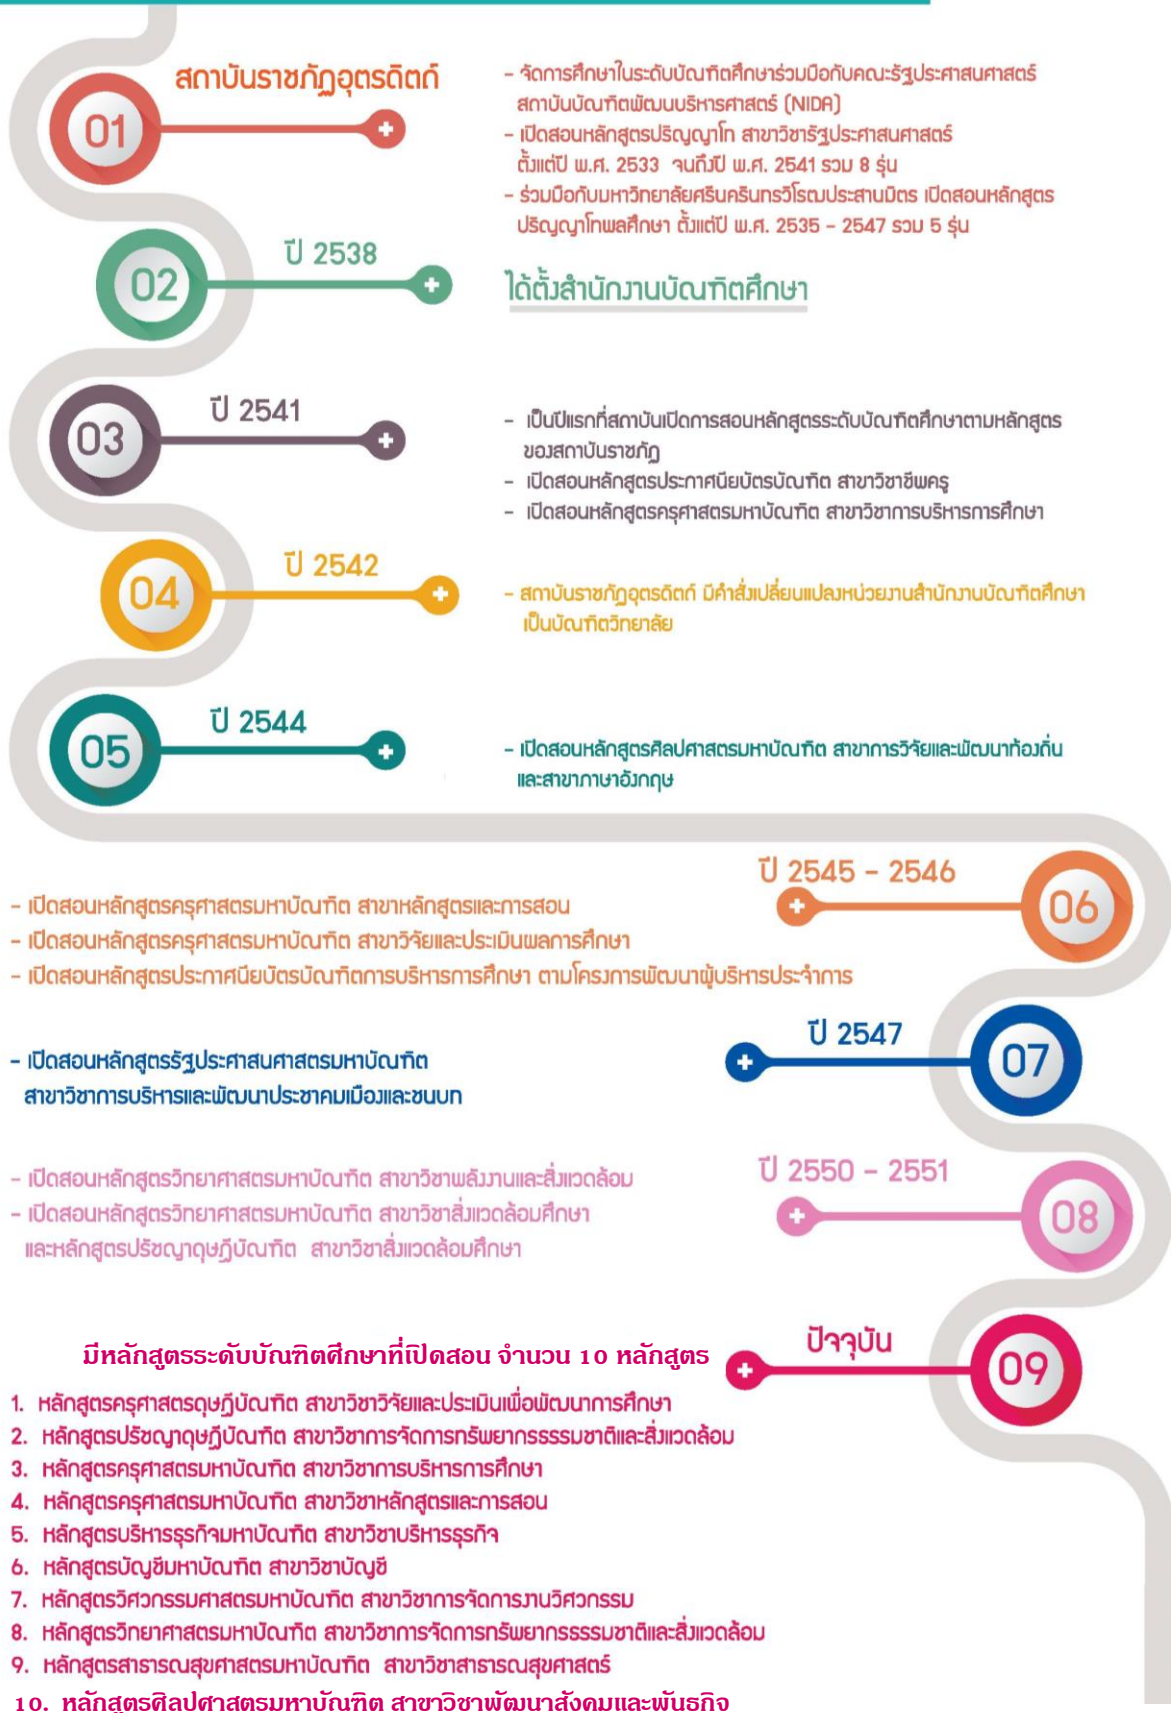 สถาบันราชภัฏอุตรดิตถ์
01
- จัดการศึกษาในระดับบัณฑิตศึกษาร่วมมือกับคณะรัฐประศาสนศาสตร์
สถาบันบัณฑิตพัฒนบริหารศาสตร์ (NIDA)
- เปิดสอนหลักสูตรปริญญาโท สาขาวิชารัฐประศาสนศาสตร์
ตั้งแต่ปี พ.ศ. 2533 จนถึงปี พ.ศ. 2541 รวม 8 รุ่น
- ร่วมมือกับมหาวิทยาลัยศรีนครินทรวิโรฒประสานมิตร เปิดสอนหลักสูตร
ปริญญาโทพลศึกษา ตั้งแต่ปี พ.ศ. 2535 - 2547 รวม 5 รุ่น
ปี 2538
02
ได้ตั้งสำนักงานบัณฑิตศึกษา
ปี 2541
03
- เป็นปีแรกที่สถาบันเปิดการสอนหลักสูตรระดับบัณฑิตศึกษาตามหลักสูตร
ของสถาบันราชภัฏ
- เปิดสอนหลักสูตรประกาศนียบัตรบัณฑิต สาขาวิชาชีพครู
- เปิดสอนหลักสูตรครุศาสตรมหาบัณฑิต สาขาวิชาการบริหารการศึกษา
ปี 2542
04
- สถาบันราชภัฏอุตรดิตถ์ มีคำสั่งเปลี่ยนแปลงหน่วยงานสำนักงานบัณฑิตศึกษา
เป็นบัณฑิตวิทยาลัย
ปี 2544
05
- เปิดสอนหลักสูตรศิลปศาสตรมหาบัณฑิต สาขาการวิจัยและพัฒนาท้องถิ่น
และสาขาภาษาอังกฤษ
ปี 2545 - 2546
06
- เปิดสอนหลักสูตรครุศาสตรมหาบัณฑิต สาขาหลักสูตรและการสอน
- เปิดสอนหลักสูตรครุศาสตรมหาบัณฑิต สาขาวิจัยและประเมินผลการศึกษา
- เปิดสอนหลักสูตรประกาศนียบัตรบัณฑิตการบริหารการศึกษา ตามโครงการพัฒนาผู้บริหารประจำการ
ปี 2547
07
- เปิดสอนหลักสูตรรัฐประศาสนศาสตรมหาบัณฑิต
สาขาวิชาการบริหารและพัฒนาประชาคมเมืองและชนบท
ปี 2550 - 2551
08
- เปิดสอนหลักสูตรวิทยาศาสตรมหาบัณฑิต สาขาวิชาพลังงานและสิ่งแวดล้อม
- เปิดสอนหลักสูตรวิทยาศาสตรมหาบัณฑิต สาขาวิชาสิ่งแวดล้อมศึกษา
และหลักสูตรปรัชญาดุษฎีบัณฑิต สาขาวิชาสิ่งแวดล้อมศึกษา
ปัจจุบัน
09
มีหลักสูตรระดับบัณฑิตศึกษาที่เปิดสอน จำนวน 10 หลักสูตร
1. หลักสูตรครุศาสตรดุษฎีบัณฑิต สาขาวิชาวิจัยและประเมินเพื่อพัฒนาการศึกษา
2. หลักสูตรปรัชญาดุษฎีบัณฑิต สาขาวิชาการจัดการทรัพยากรธรรมชาติและสิ่งแวดล้อม
3. หลักสูตรครุศาสตรมหาบัณฑิต สาขาวิชาการบริหารการศึกษา
4. หลักสูตรครุศาสตรมหาบัณฑิต สาขาวิชาหลักสูตรและการสอน
5. หลักสูตรบริหารธุรกิจมหาบัณฑิต สาขาวิชาบริหารธุรกิจ
6. หลักสูตรบัญชีมหาบัณฑิต สาขาวิชาบัญชี
7. หลักสูตรวิศวกรรมศาสตรมหาบัณฑิต สาขาวิชาการจัดการงานวิศวกรรม
8. หลักสูตรวิทยาศาสตรมหาบัณฑิต สาขาวิชาการจัดการทรัพยากรธรรมชาติและสิ่งแวดล้อม
9. หลักสูตรสาธารณสุขศาสตรมหาบัณฑิต สาขาวิชาสาธารณสุขศาสตร์
10. หลักสูตรศิลปศาสตรมหาบัณฑิต สาขาวิชาพัฒนาสังคมและพันธกิจ